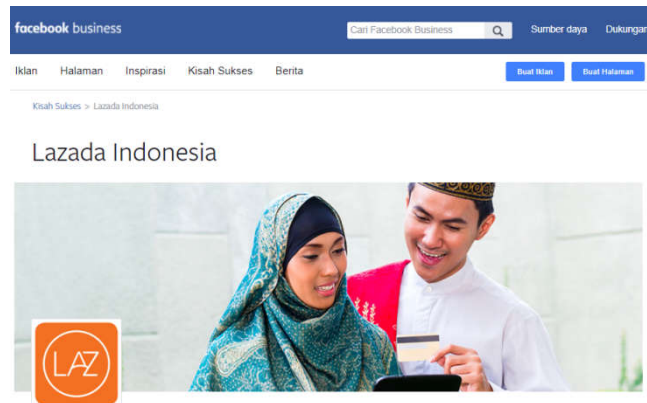 facebook business
Cari Facebook Business
Sumber daya
Dukungan
Iklan
Halaman
Inspirasi
Kisah Sukses
Berita
Buat Iklan
Buat Halaman
Kisah Sukses > Lazada Indonesia
Lazada Indonesia
LAZ